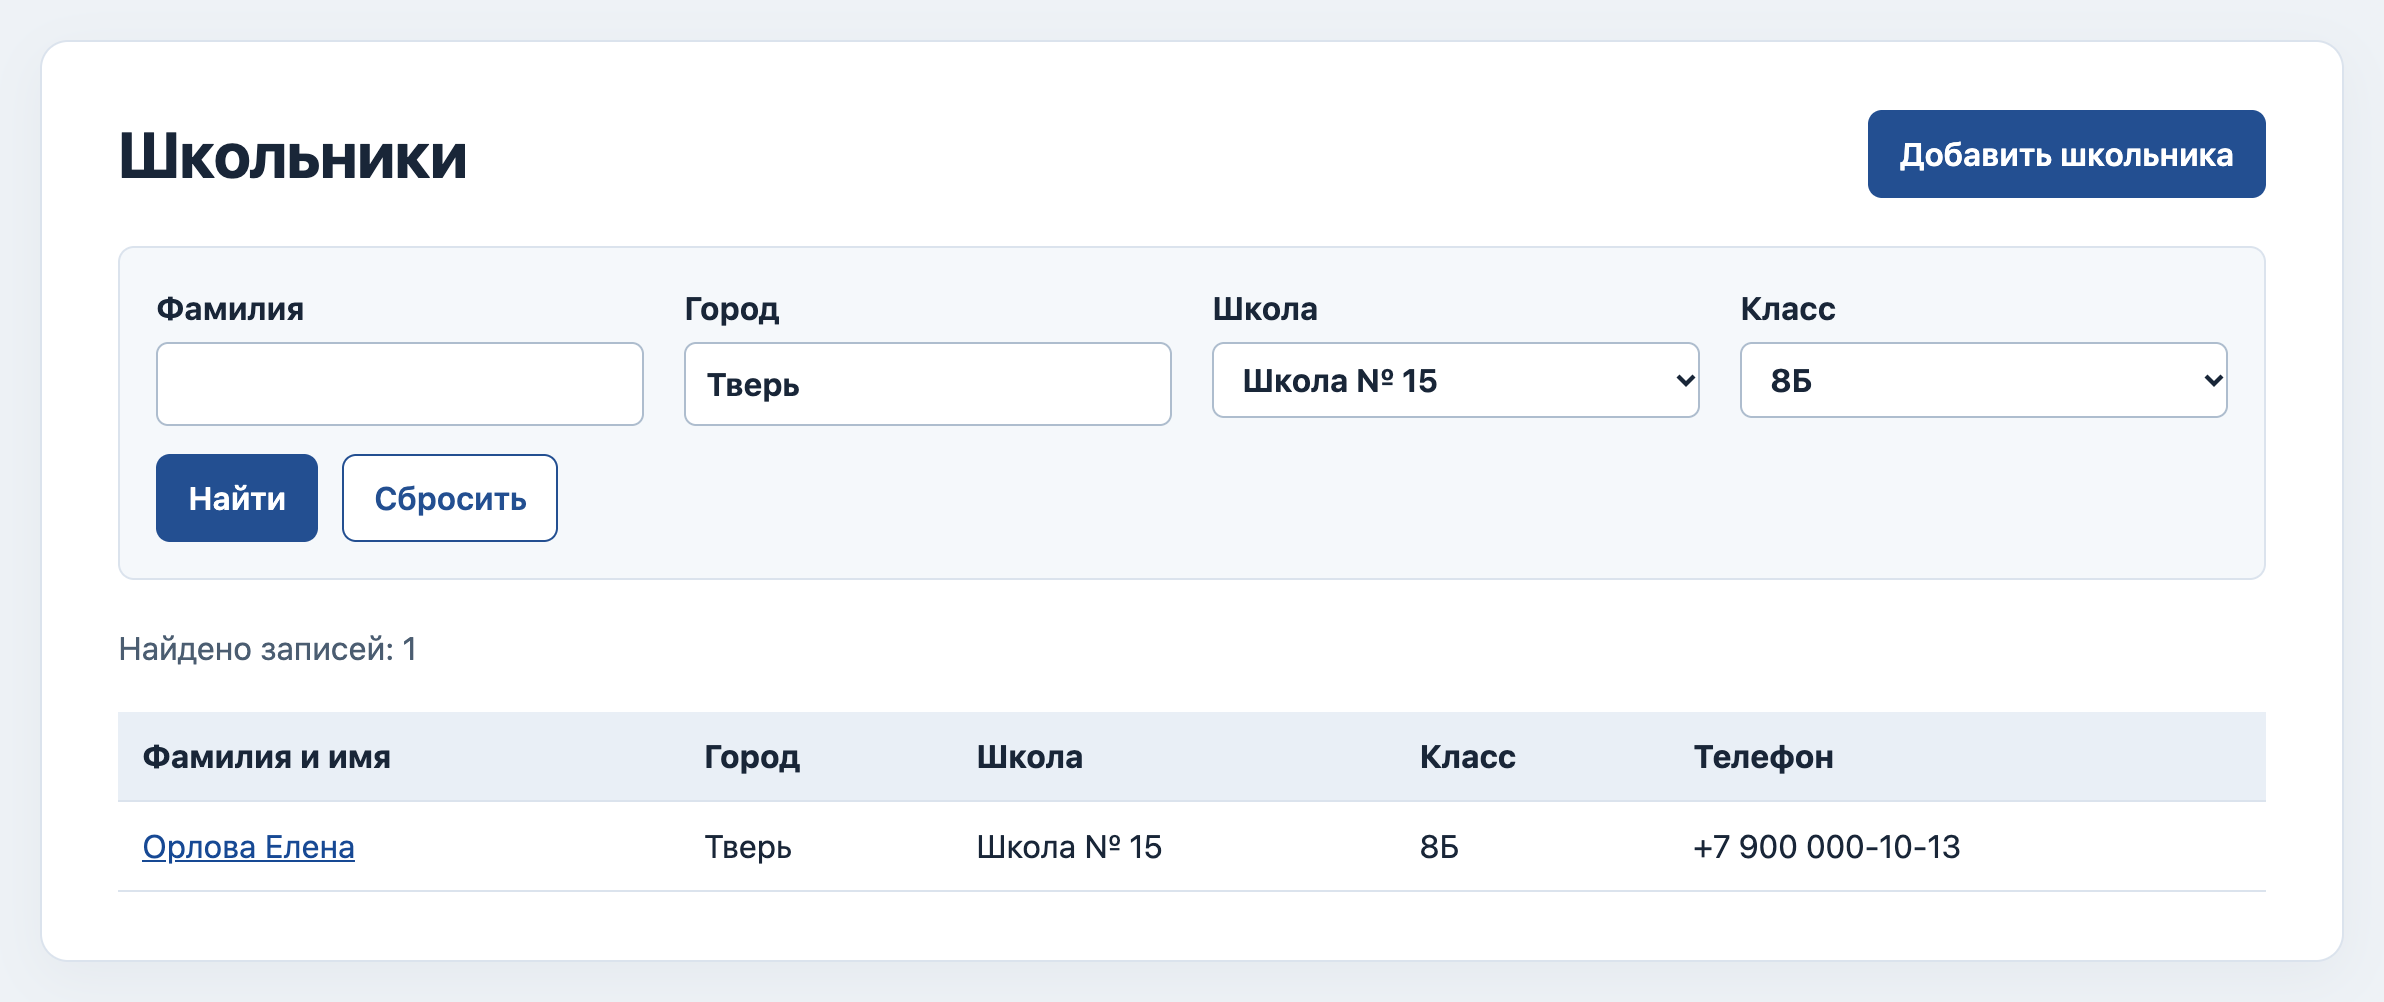 Школьники
Добавить школьника
Фамилия Город Школа Класс
Тверь Школа № 15 8Б
Найти Сбросить
Найдено записей: 1
Фамилия и имя Город Школа Класс Телефон
Орлова Елена Тверь Школа № 15 8Б +7 900 000-10-13